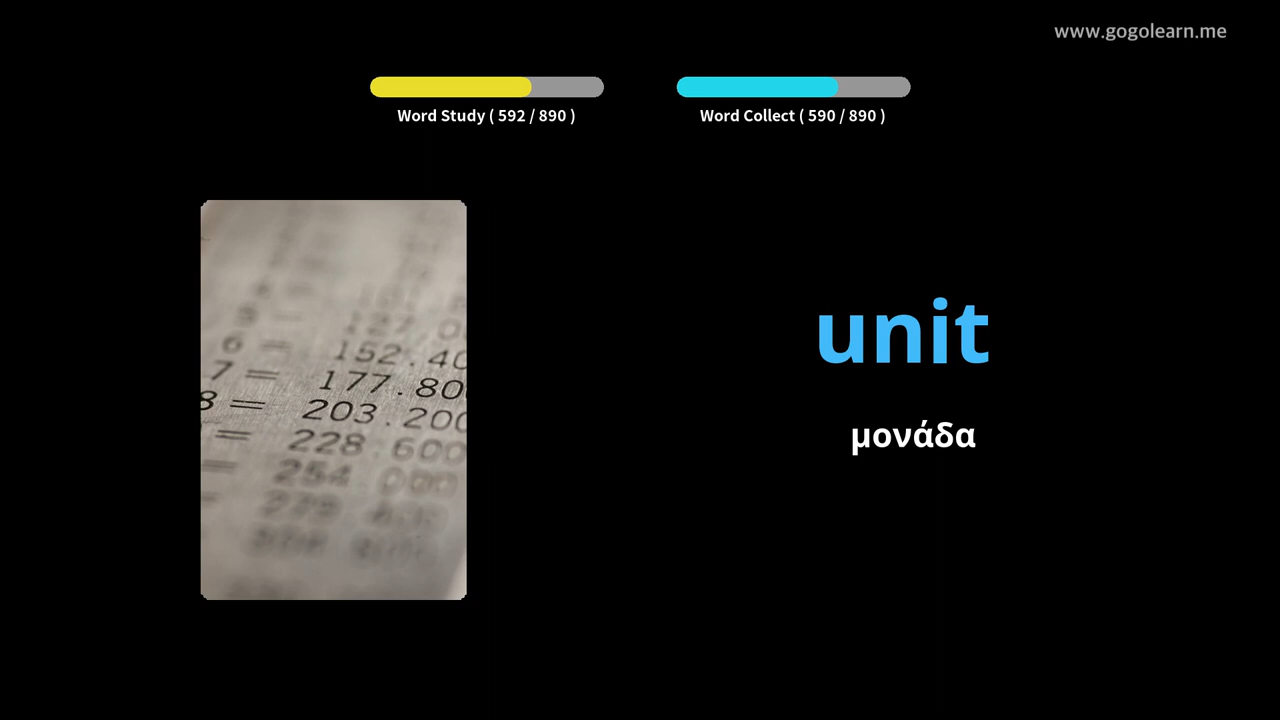 www.gogolearn.me
Word Study ( 592 / 890 )
Word Collect ( 590 / 890 )
6 = 152.40
7 = 177.80
8 = 203.200
= 228.600
= 254 000
unit
μονάδα